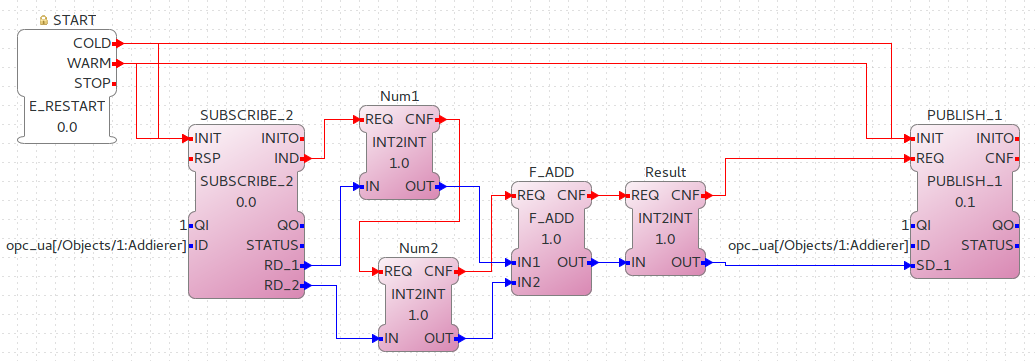 START
COLD
WARM
STOP
E_RESTART
0.0
SUBSCRIBE_2
INIT INITO
RSP IND
SUBSCRIBE_2
0.0
1 QI QO
opc_ua[/Objects/1:Addierer] ID STATUS
RD_1
RD_2
Num1
REQ CNF
INT2INT
1.0
IN OUT
Num2
REQ CNF
INT2INT
1.0
IN OUT
F_ADD
REQ CNF
F_ADD
1.0
IN1 OUT
IN2
Result
REQ CNF
INT2INT
1.0
IN OUT
PUBLISH_1
INIT INITO
REQ CNF
PUBLISH_1
0.1
1 QI QO
opc_ua[/Objects/1:Addierer] ID STATUS
SD_1